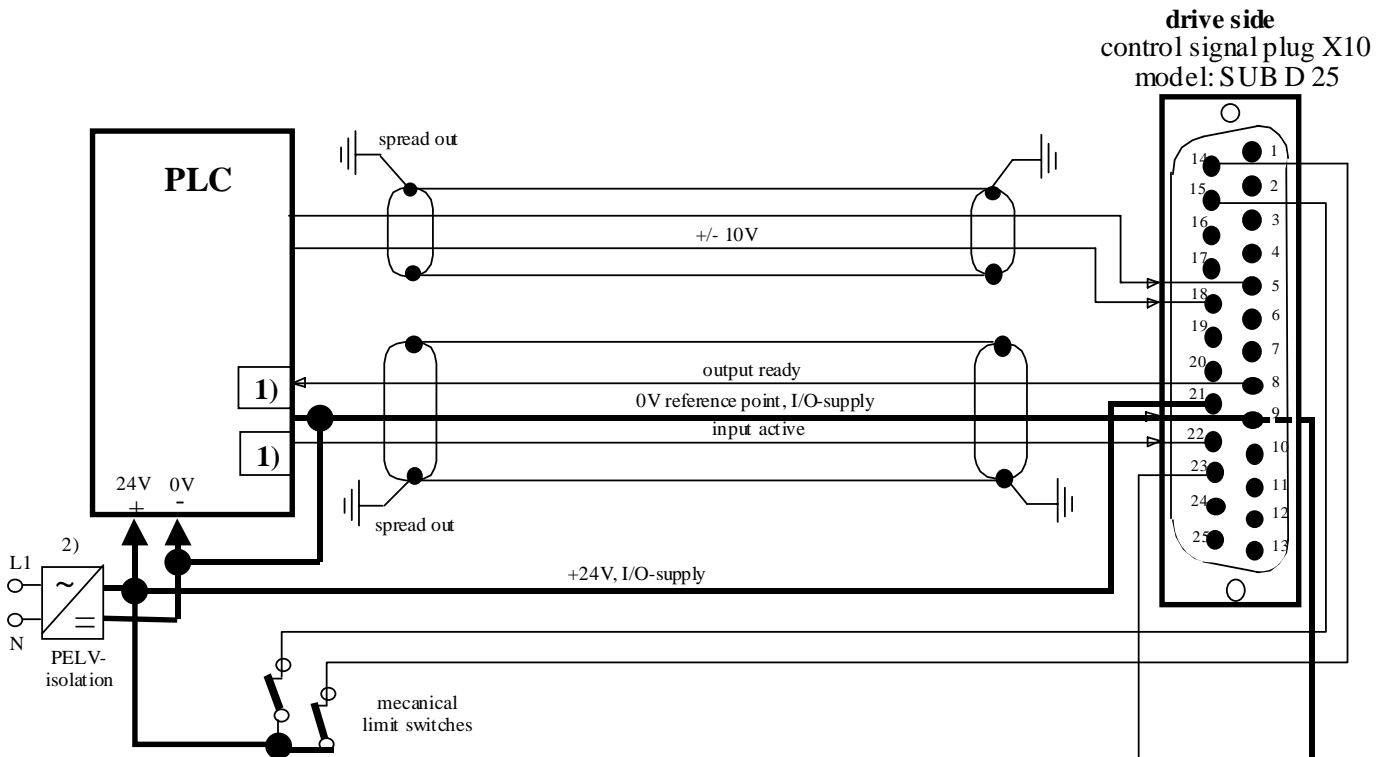 drive side
control signal plug X10
model: SUB D 25
PLC
spread out
+/- 10V
output ready
0V reference point, I/O-supply
input active
1)
1)
24V 0V
+ -
spread out
2)
L1
N
~
=
PELV-
isolation
+24V, I/O-supply
mecanical
limit switches
1
14
2
15
3
16
4
17
5
18
6
19
7
20
8
21
9
22
10
23
11
24
12
25
13